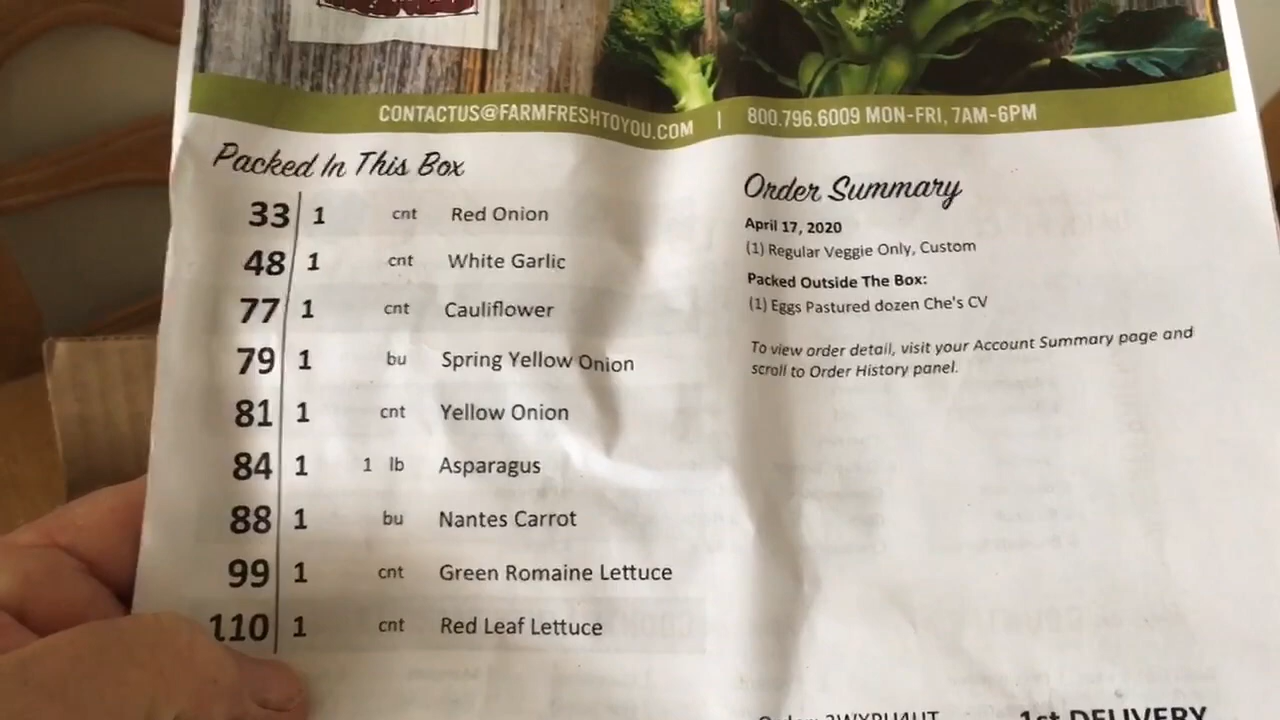 CONTACTUS@FARMFRESHTOYOU.COM | 800.796.6009 MON-FRI, 7AM-6PM
Packed In This Box
33 1 cnt Red Onion
48 1 cnt White Garlic
77 1 cnt Cauliflower
79 1 bu Spring Yellow Onion
81 1 cnt Yellow Onion
84 1 1 lb Asparagus
88 1 bu Nantes Carrot
99 1 cnt Green Romaine Lettuce
110 1 cnt Red Leaf Lettuce
Order Summary
April 17, 2020
(1) Regular Veggie Only, Custom
Packed Outside The Box:
(1) Eggs Pastured dozen Che's CV
To view order detail, visit your Account Summary page and
scroll to Order History panel.
1st DELIVERY